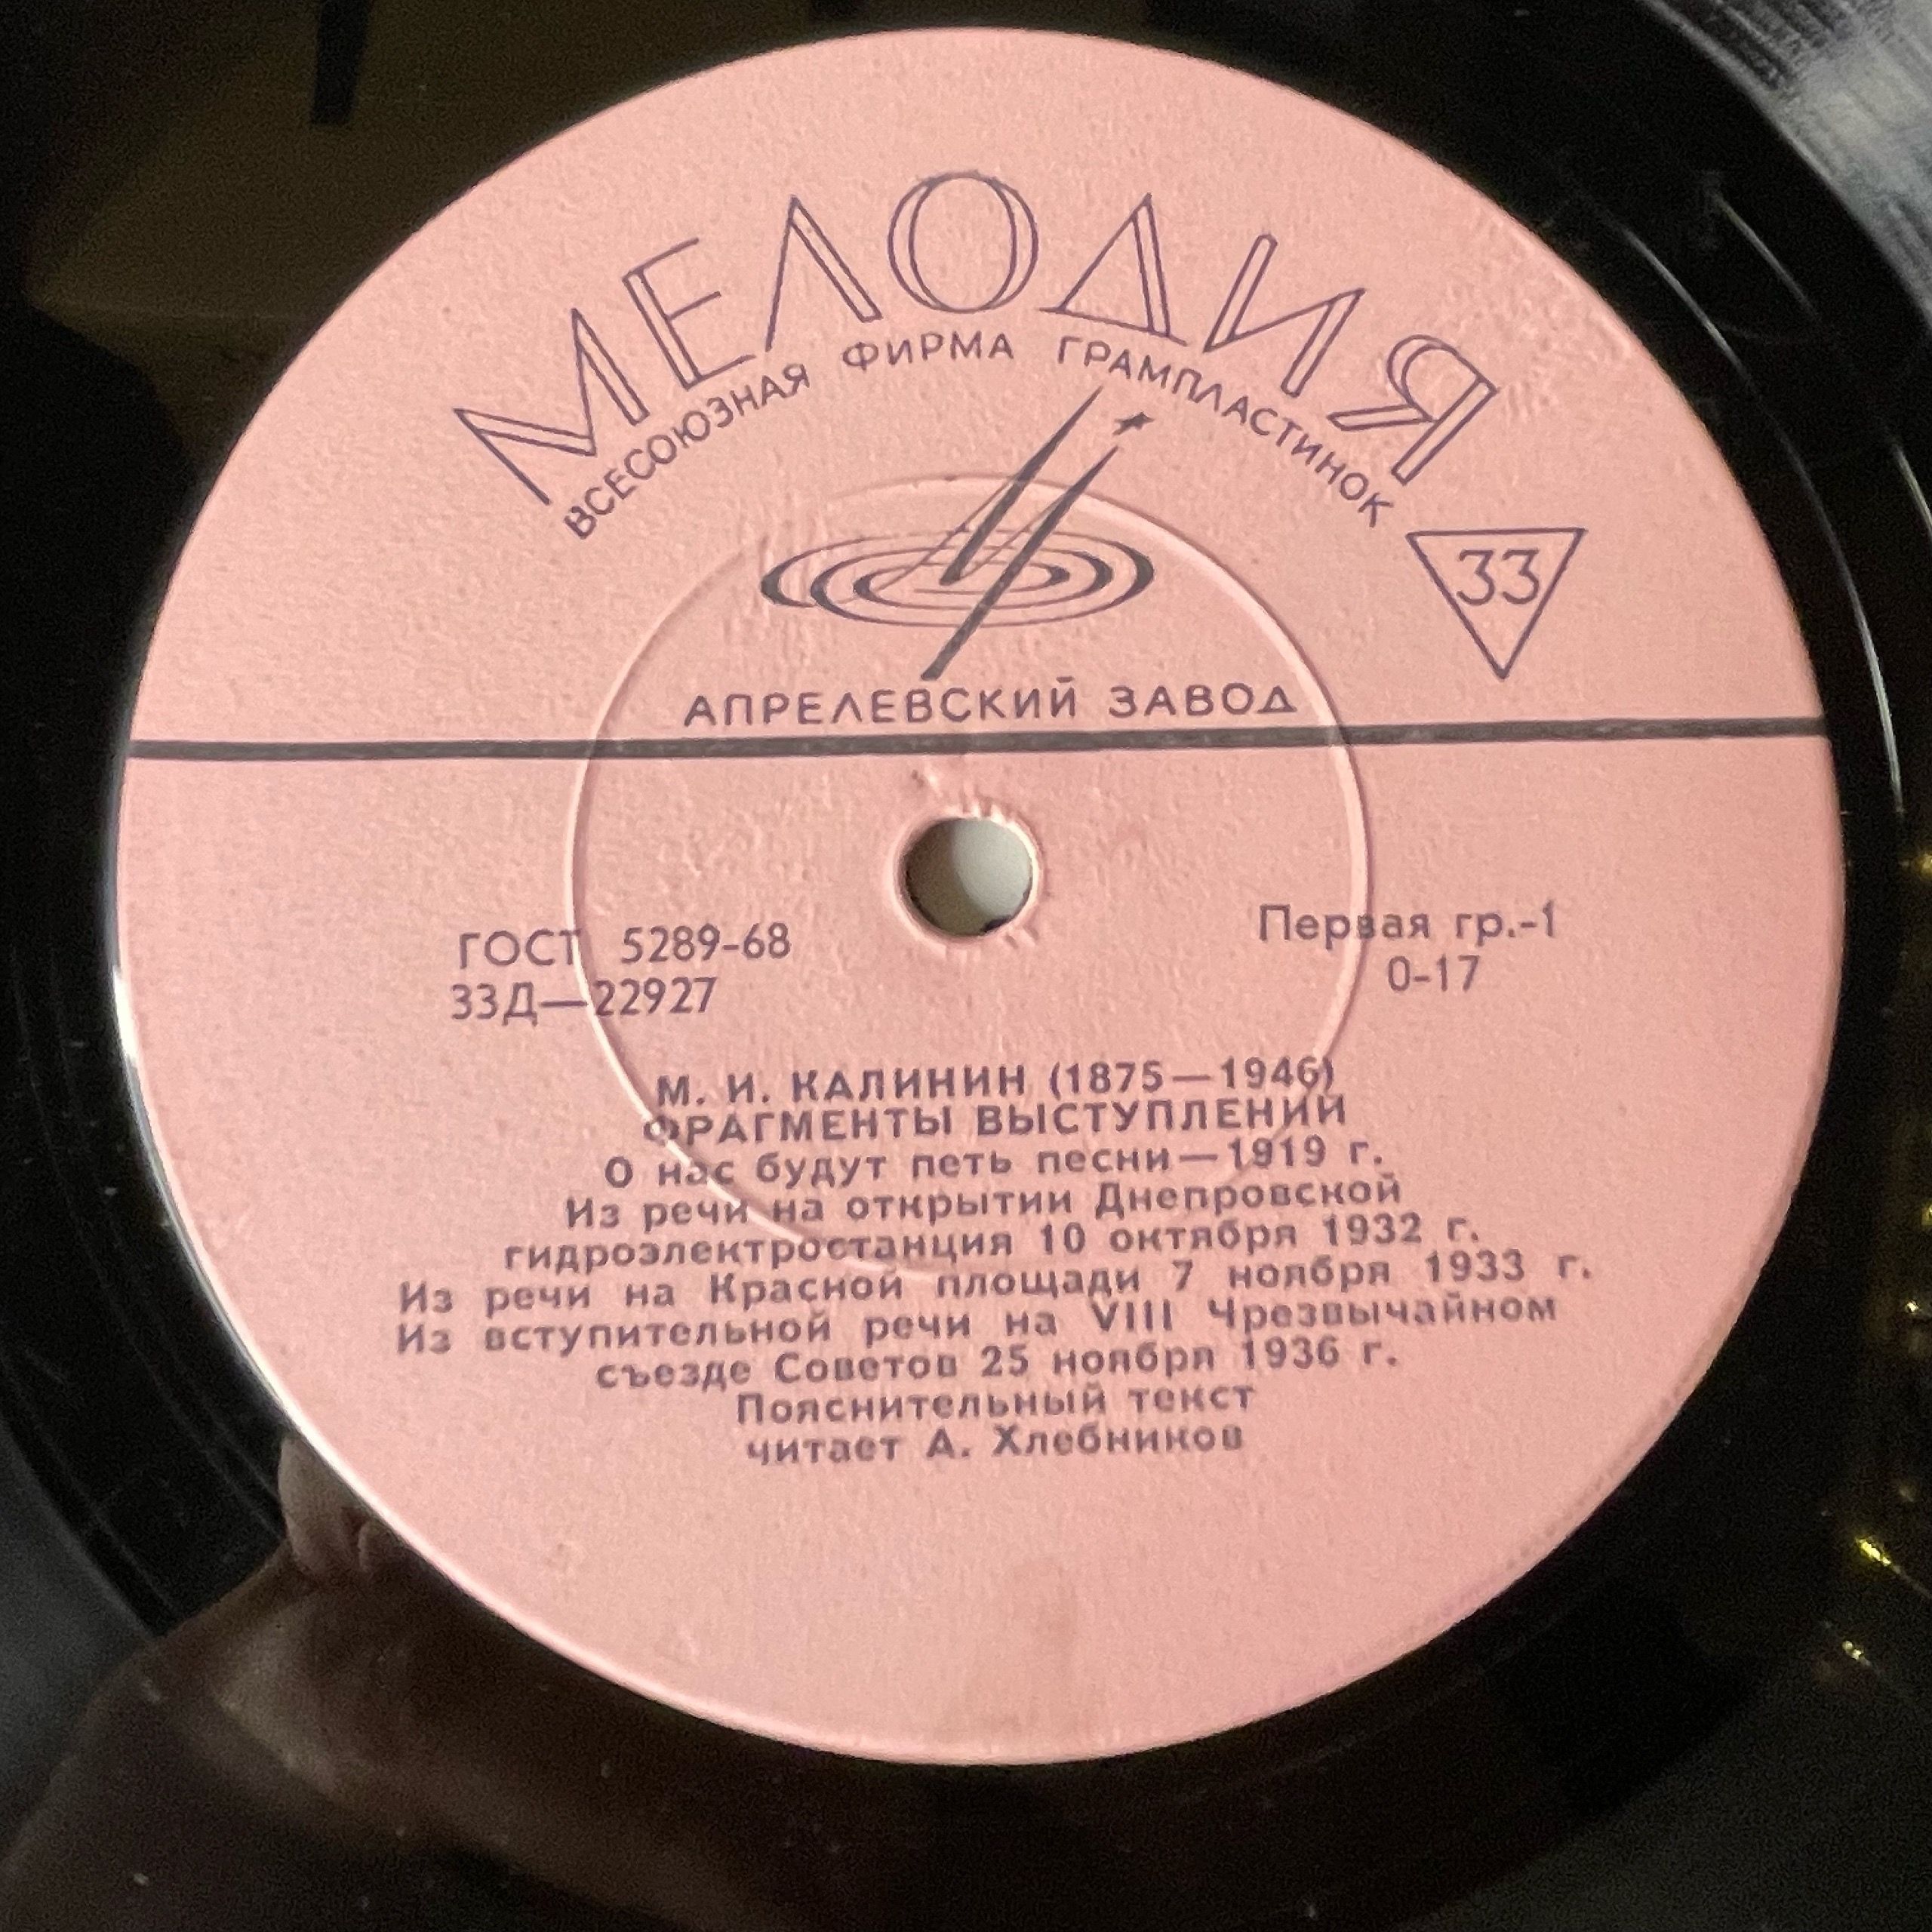 МЕЛОДИЯ
ВСЕСОЮЗНАЯ ФИРМА ГРАМПЛАСТИНОК
33
АПРЕЛЕВСКИЙ ЗАВОД
ГОСТ 5289-68
33Д—22927
Первая гр.-1
0-17
М. И. КАЛИНИН (1875—1946)
ФРАГМЕНТЫ ВЫСТУПЛЕНИЙ
О нас будут петь песни—1919 г.
Из речи на открытии Днепровской
гидроэлектростанция 10 октября 1932 г.
Из речи на Красной площади 7 ноября 1933 г.
Из вступительной речи на VIII Чрезвычайном
съезде Советов 25 ноября 1936 г.
Пояснительный текст
читает А. Хлебников